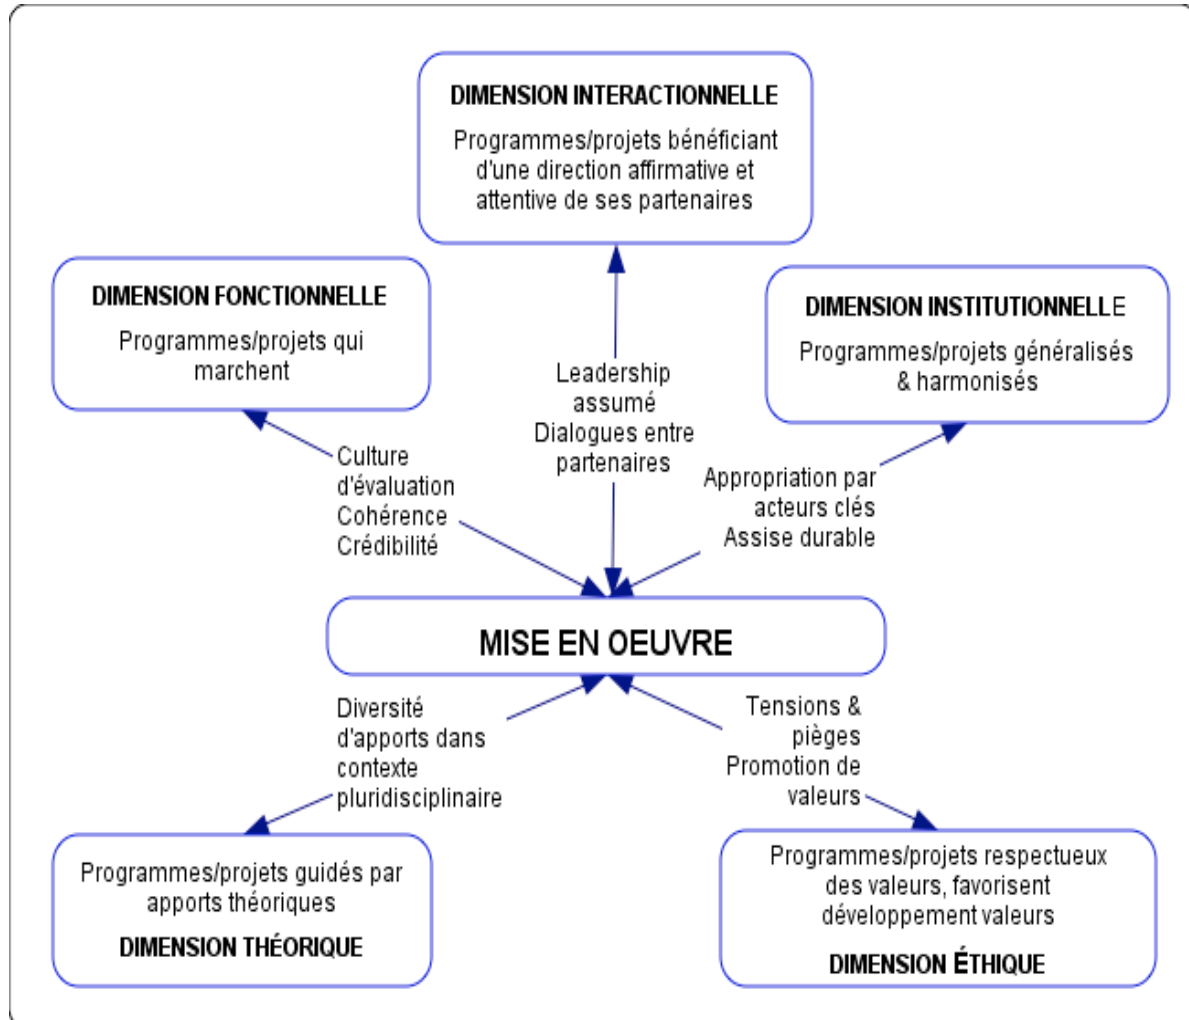 DIMENSION INTERACTIONNELLE
Programmes/projets bénéficiant
d'une direction affirmative et
attentive de ses partenaires
DIMENSION FONCTIONNELLE
Programmes/projets qui
marchent
DIMENSION INSTITUTIONNELLE
Programmes/projets généralisés
& harmonisés
Leadership
assumé
Dialogues entre
partenaires
Culture
d'évaluation
Cohérence
Crédibilité
Appropriation par
acteurs clés
Assise durable
MISE EN OEUVRE
Diversité
d'apports dans
contexte
pluridisciplinaire
Tensions &
pièges
Promotion de
valeurs
Programmes/projets guidés par
apports théoriques
DIMENSION THÉORIQUE
Programmes/projets respectueux
des valeurs, favorisent
développement valeurs
DIMENSION ÉTHIQUE